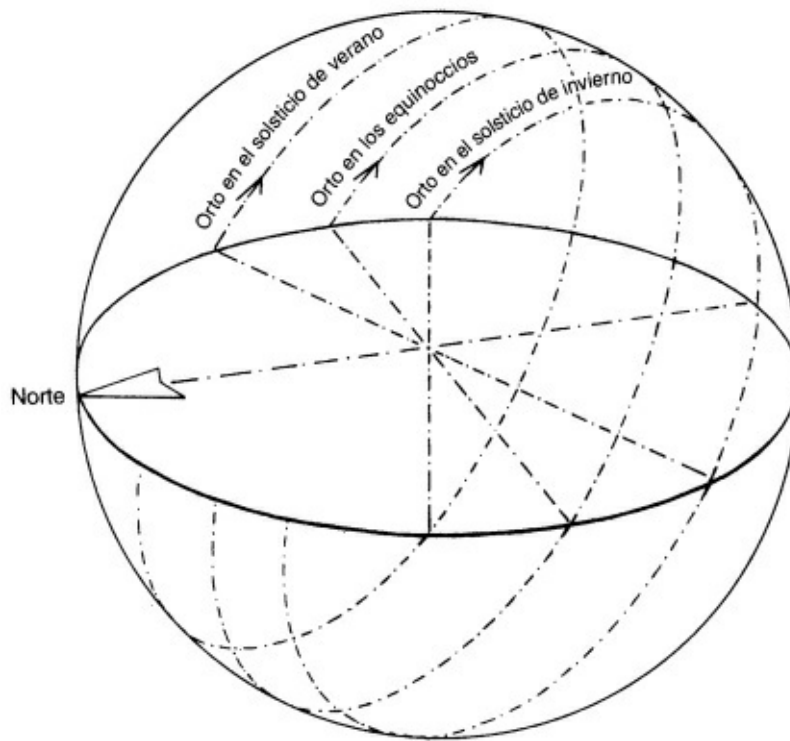 Orto en el solsticio de verano
Orto en los equinoccios
Orto en el solsticio de invierno
Norte